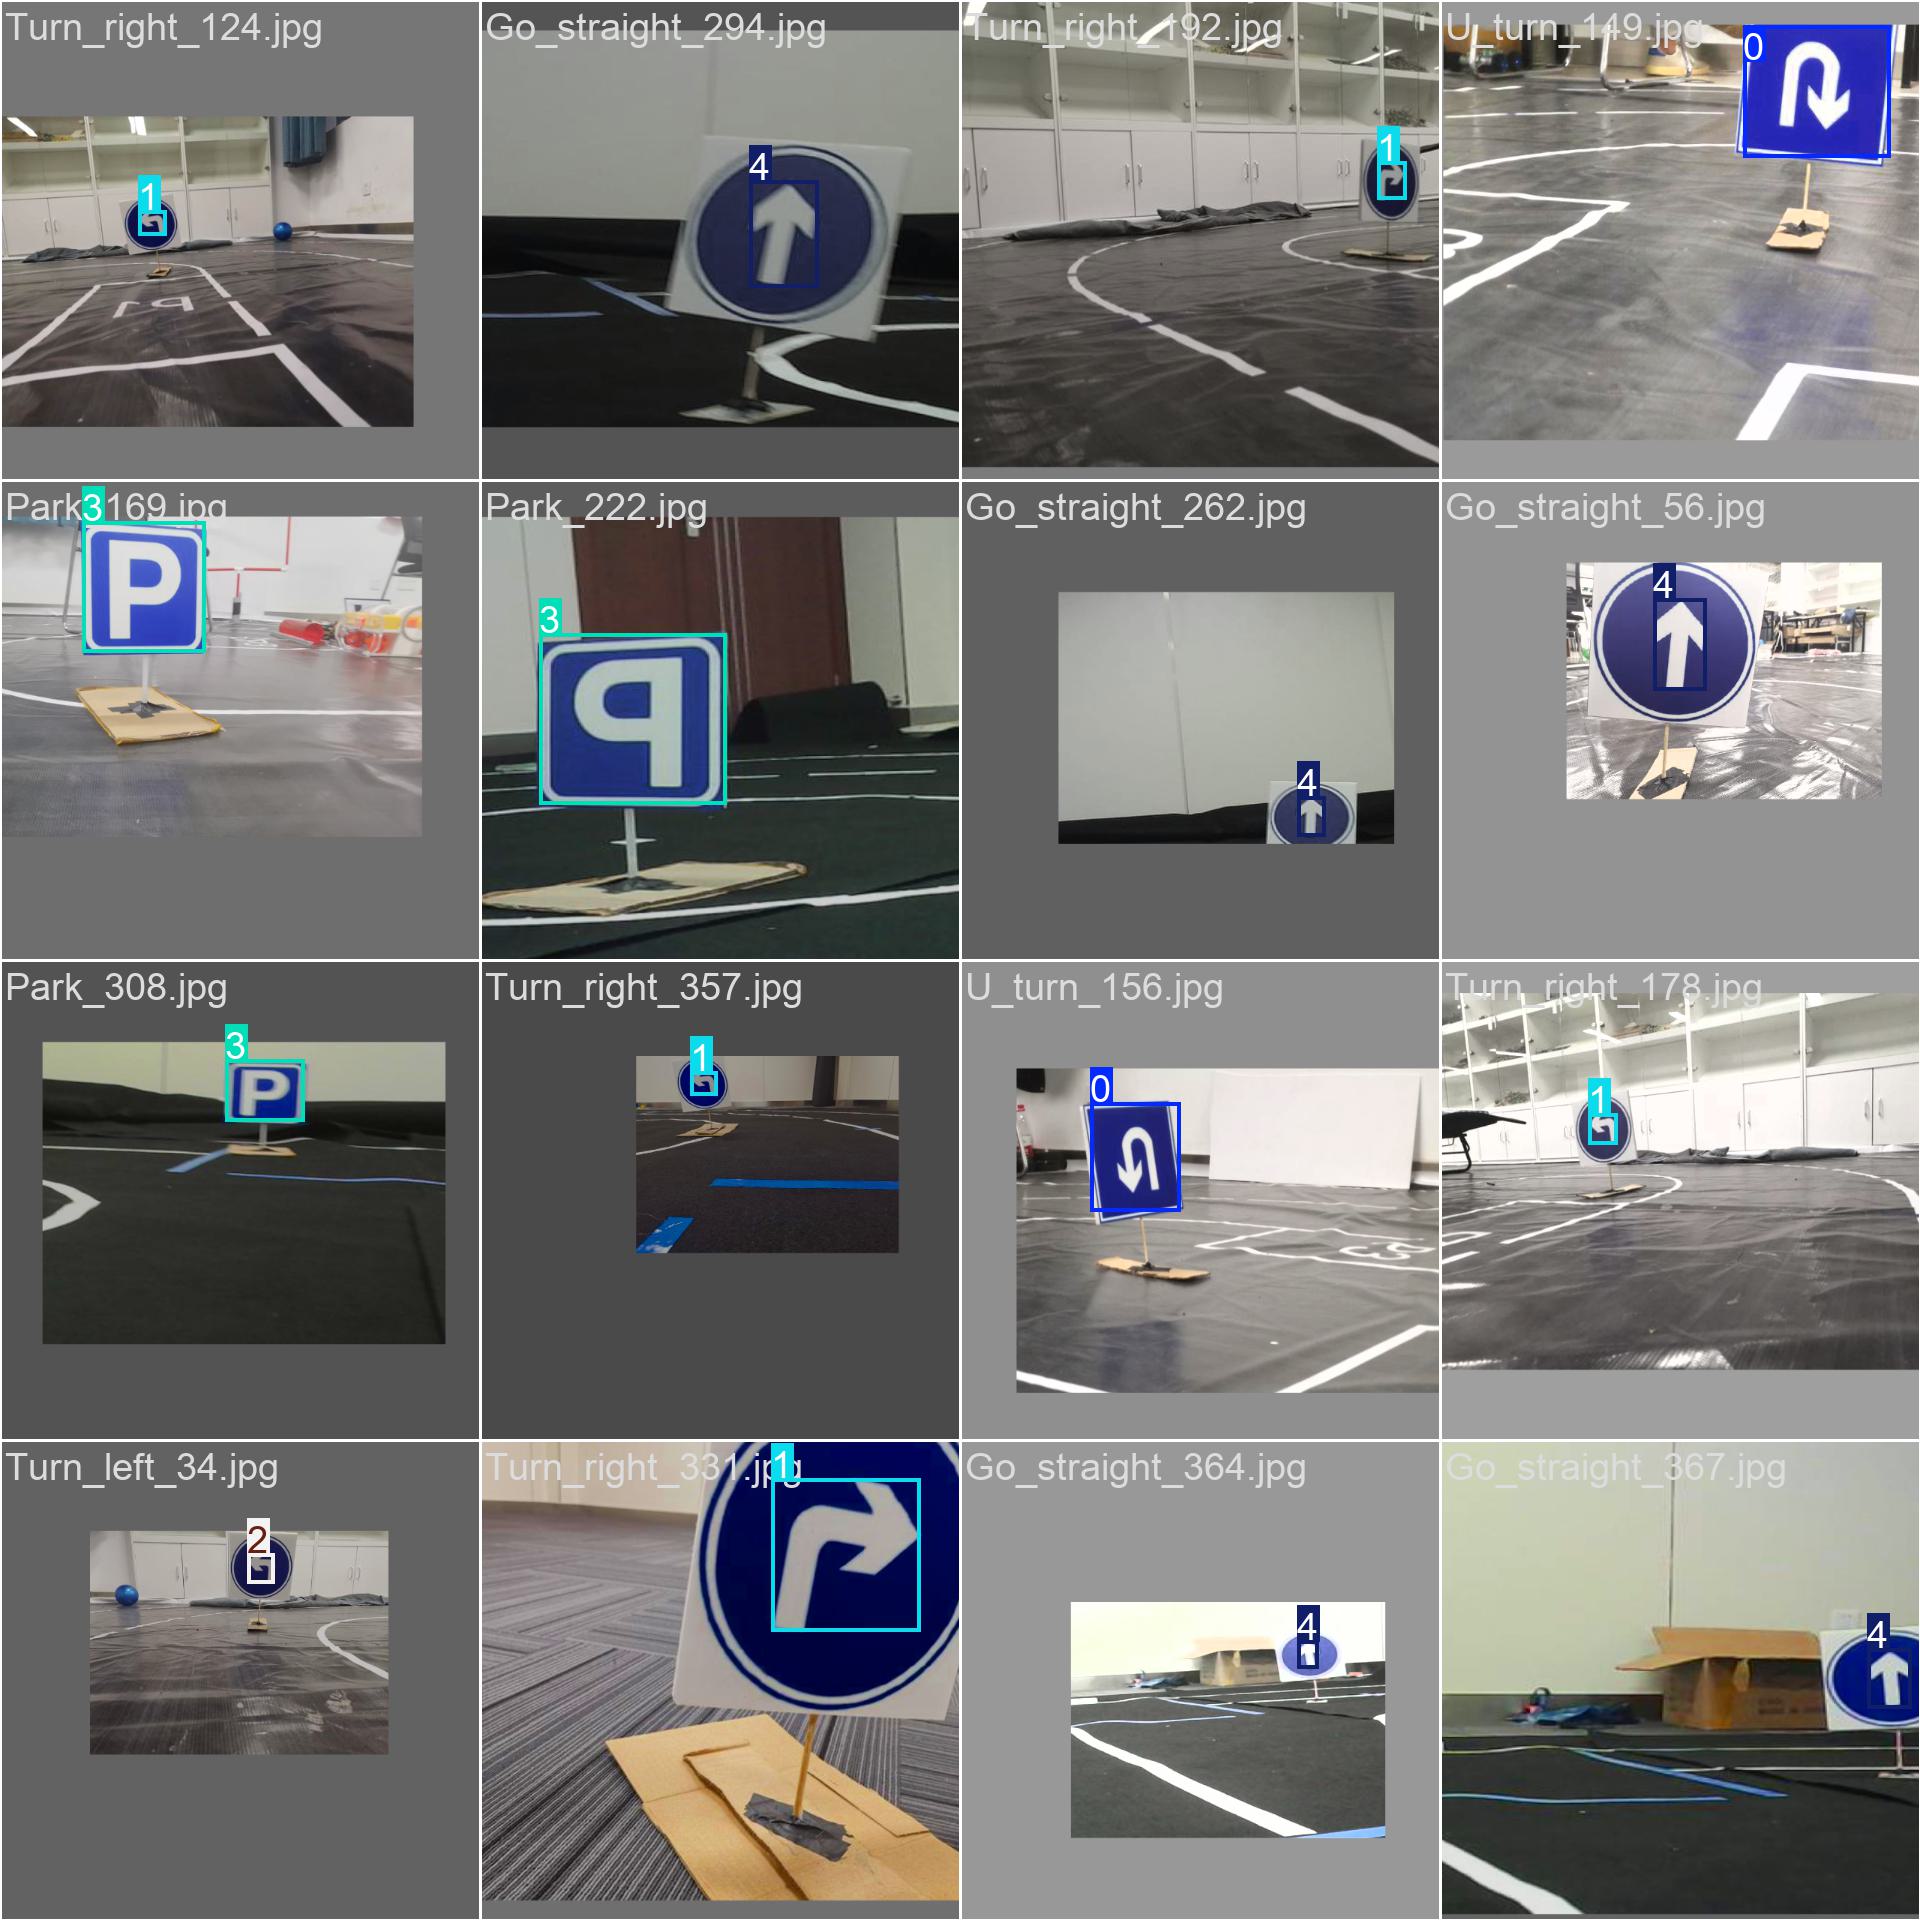 Turn_right_124.jpg
1
Go_straight_294.jpg
4
Turn_right_192.jpg
1
U_turn_149.jpg
0
Park_169.jpg
3
P
Park_222.jpg
3
P
Go_straight_262.jpg
4
Go_straight_56.jpg
4
Park_308.jpg
3
P
Turn_right_357.jpg
1
U_turn_156.jpg
0
Turn_right_178.jpg
1
Turn_left_34.jpg
2
Turn_right_331.jpg
1
Go_straight_364.jpg
4
Go_straight_367.jpg
4